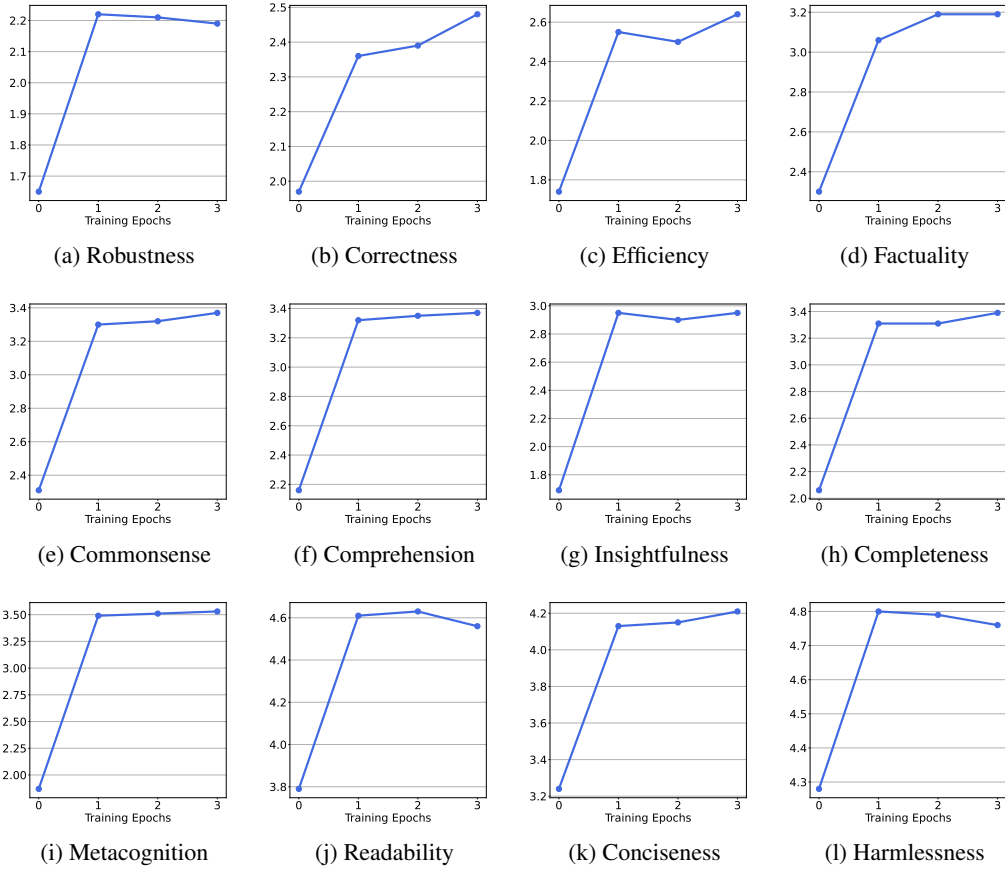 2.2
2.1
2.0
1.9
1.8
1.7
0 1 2 3
Training Epochs
(a) Robustness
2.5
2.4
2.3
2.2
2.1
2.0
0 1 2 3
Training Epochs
(b) Correctness
2.6
2.4
2.2
2.0
1.8
0 1 2 3
Training Epochs
(c) Efficiency
3.2
3.0
2.8
2.6
2.4
0 1 2 3
Training Epochs
(d) Factuality
3.4
3.2
3.0
2.8
2.6
2.4
0 1 2 3
Training Epochs
(e) Commonsense
3.4
3.2
3.0
2.8
2.6
2.4
2.2
0 1 2 3
Training Epochs
(f) Comprehension
3.0
2.8
2.6
2.4
2.2
2.0
1.8
0 1 2 3
Training Epochs
(g) Insightfulness
3.4
3.2
3.0
2.8
2.6
2.4
2.2
2.0
0 1 2 3
Training Epochs
(h) Completeness
3.50
3.25
3.00
2.75
2.50
2.25
2.00
0 1 2 3
Training Epochs
(i) Metacognition
4.6
4.4
4.2
4.0
3.8
0 1 2 3
Training Epochs
(j) Readability
4.2
4.0
3.8
3.6
3.4
3.2
0 1 2 3
Training Epochs
(k) Conciseness
4.8
4.7
4.6
4.5
4.4
4.3
0 1 2 3
Training Epochs
(l) Harmlessness